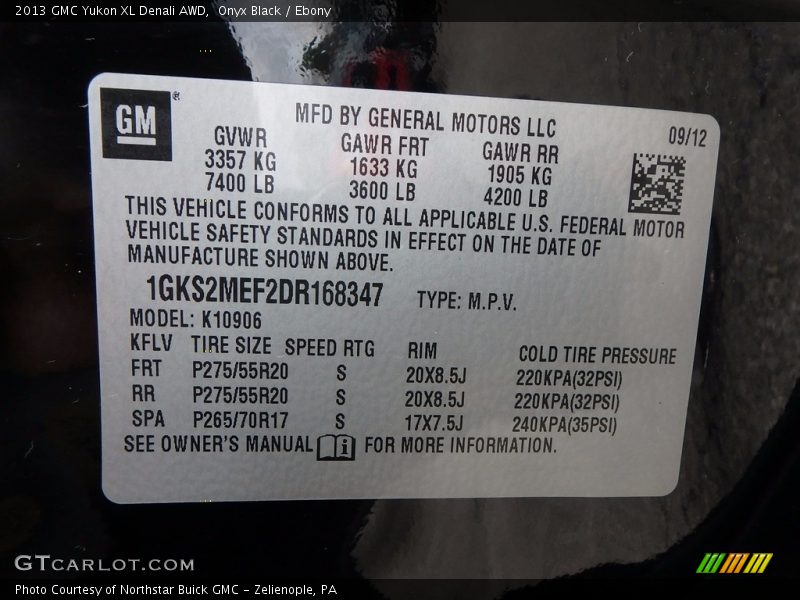 2013 GMC Yukon XL Denali AWD,  Onyx Black / Ebony
GM®
MFD BY GENERAL MOTORS LLC
09/12
GVWR GAWR FRT GAWR RR
3357 KG 1633 KG 1905 KG
7400 LB 3600 LB 4200 LB
THIS VEHICLE CONFORMS TO ALL APPLICABLE U.S. FEDERAL MOTOR
VEHICLE SAFETY STANDARDS IN EFFECT ON THE DATE OF
MANUFACTURE SHOWN ABOVE.
1GKS2MEF2DR168347 TYPE: M.P.V.
MODEL: K10906
KFLV TIRE SIZE SPEED RTG RIM COLD TIRE PRESSURE
FRT P275/55R20 S 20X8.5J 220KPA(32PSI)
RR P275/55R20 S 20X8.5J 220KPA(32PSI)
SPA P265/70R17 S 17X7.5J 240KPA(35PSI)
SEE OWNER'S MANUAL i FOR MORE INFORMATION.
GTCARLOT.COM
Photo Courtesy of Northstar Buick GMC - Zelienople, PA